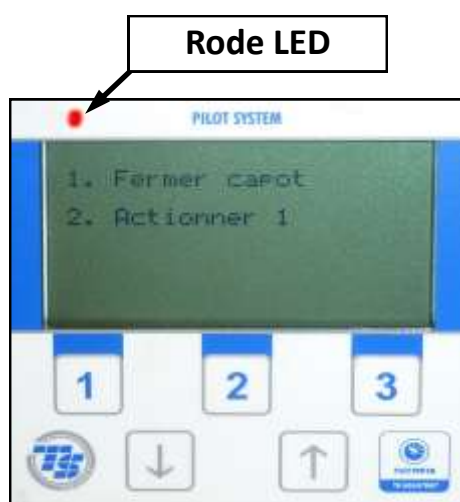 Rode LED
PILOT SYSTEM
1. Fermer capot
2. Actionner 1
1
2
3